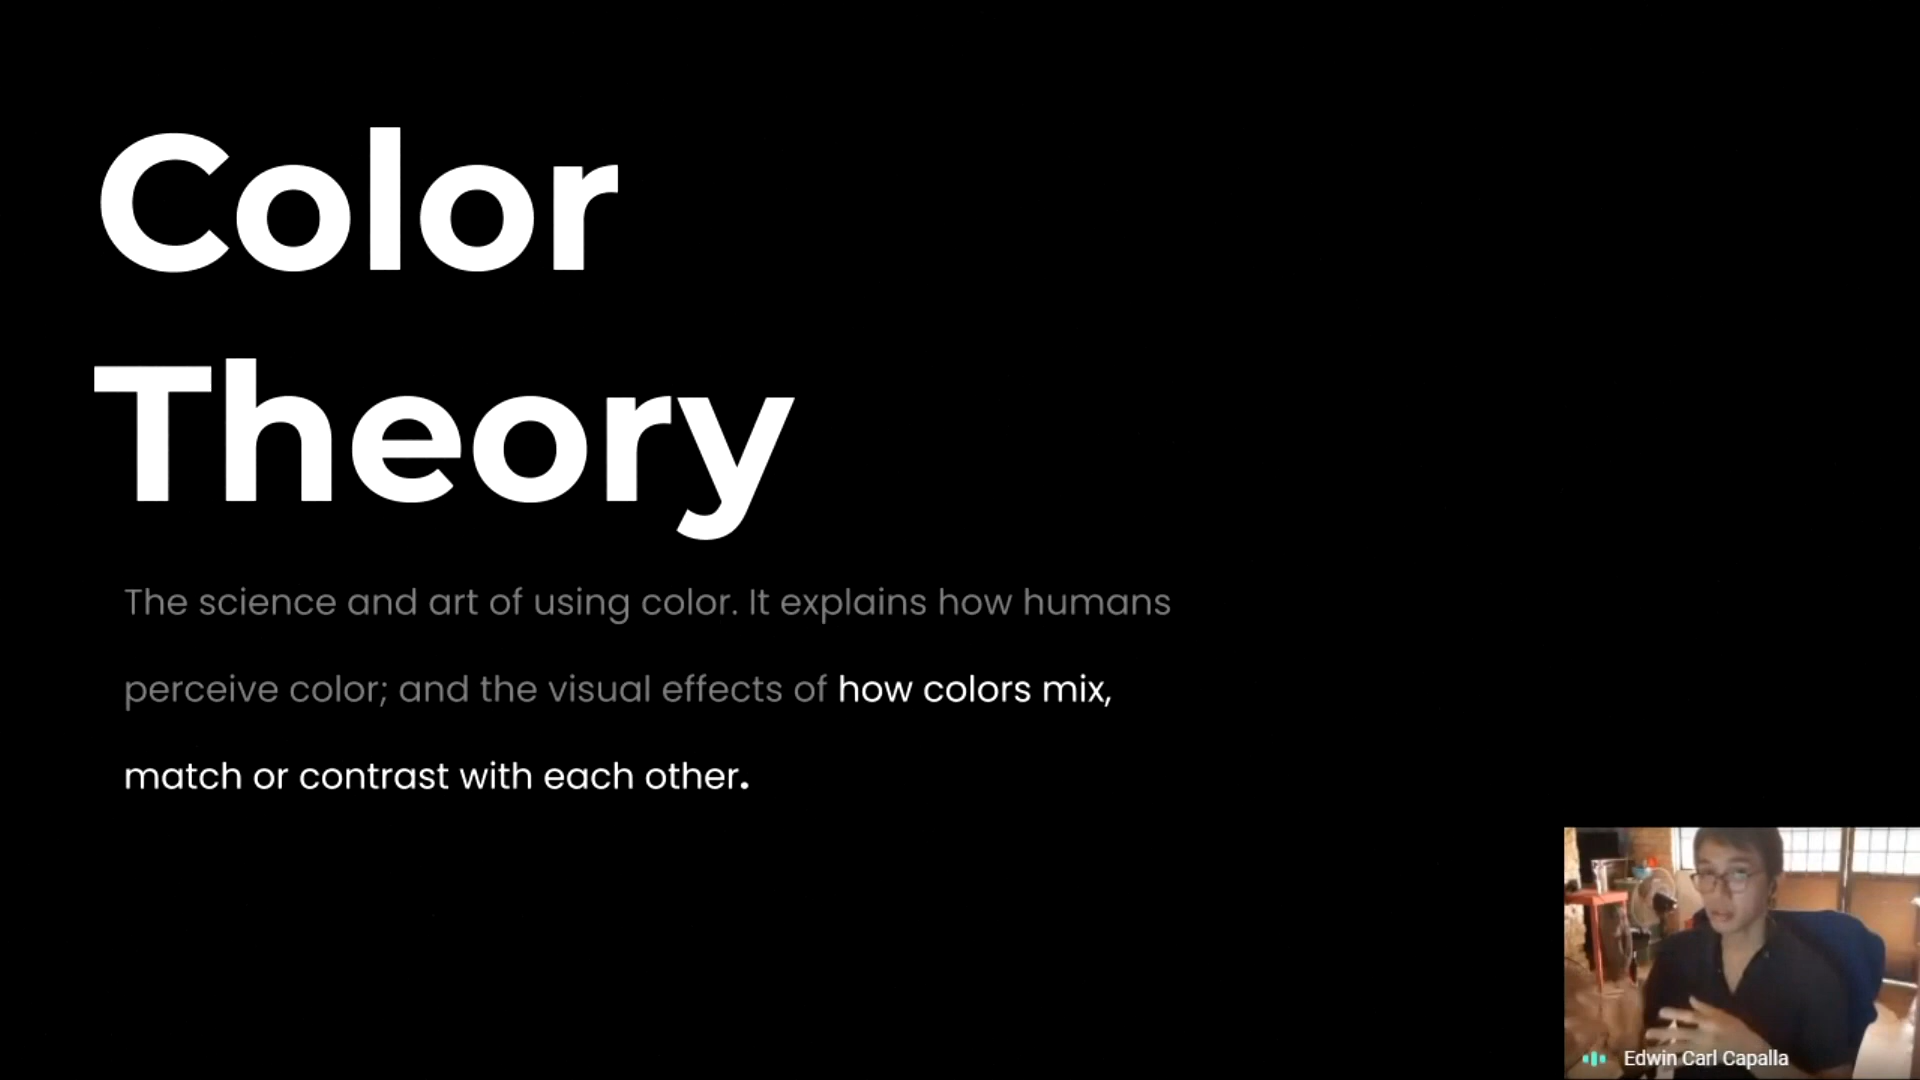 Color
Theory
The science and art of using color. It explains how humans
perceive color; and the visual effects of how colors mix,
match or contrast with each other.
Edwin Carl Capalla